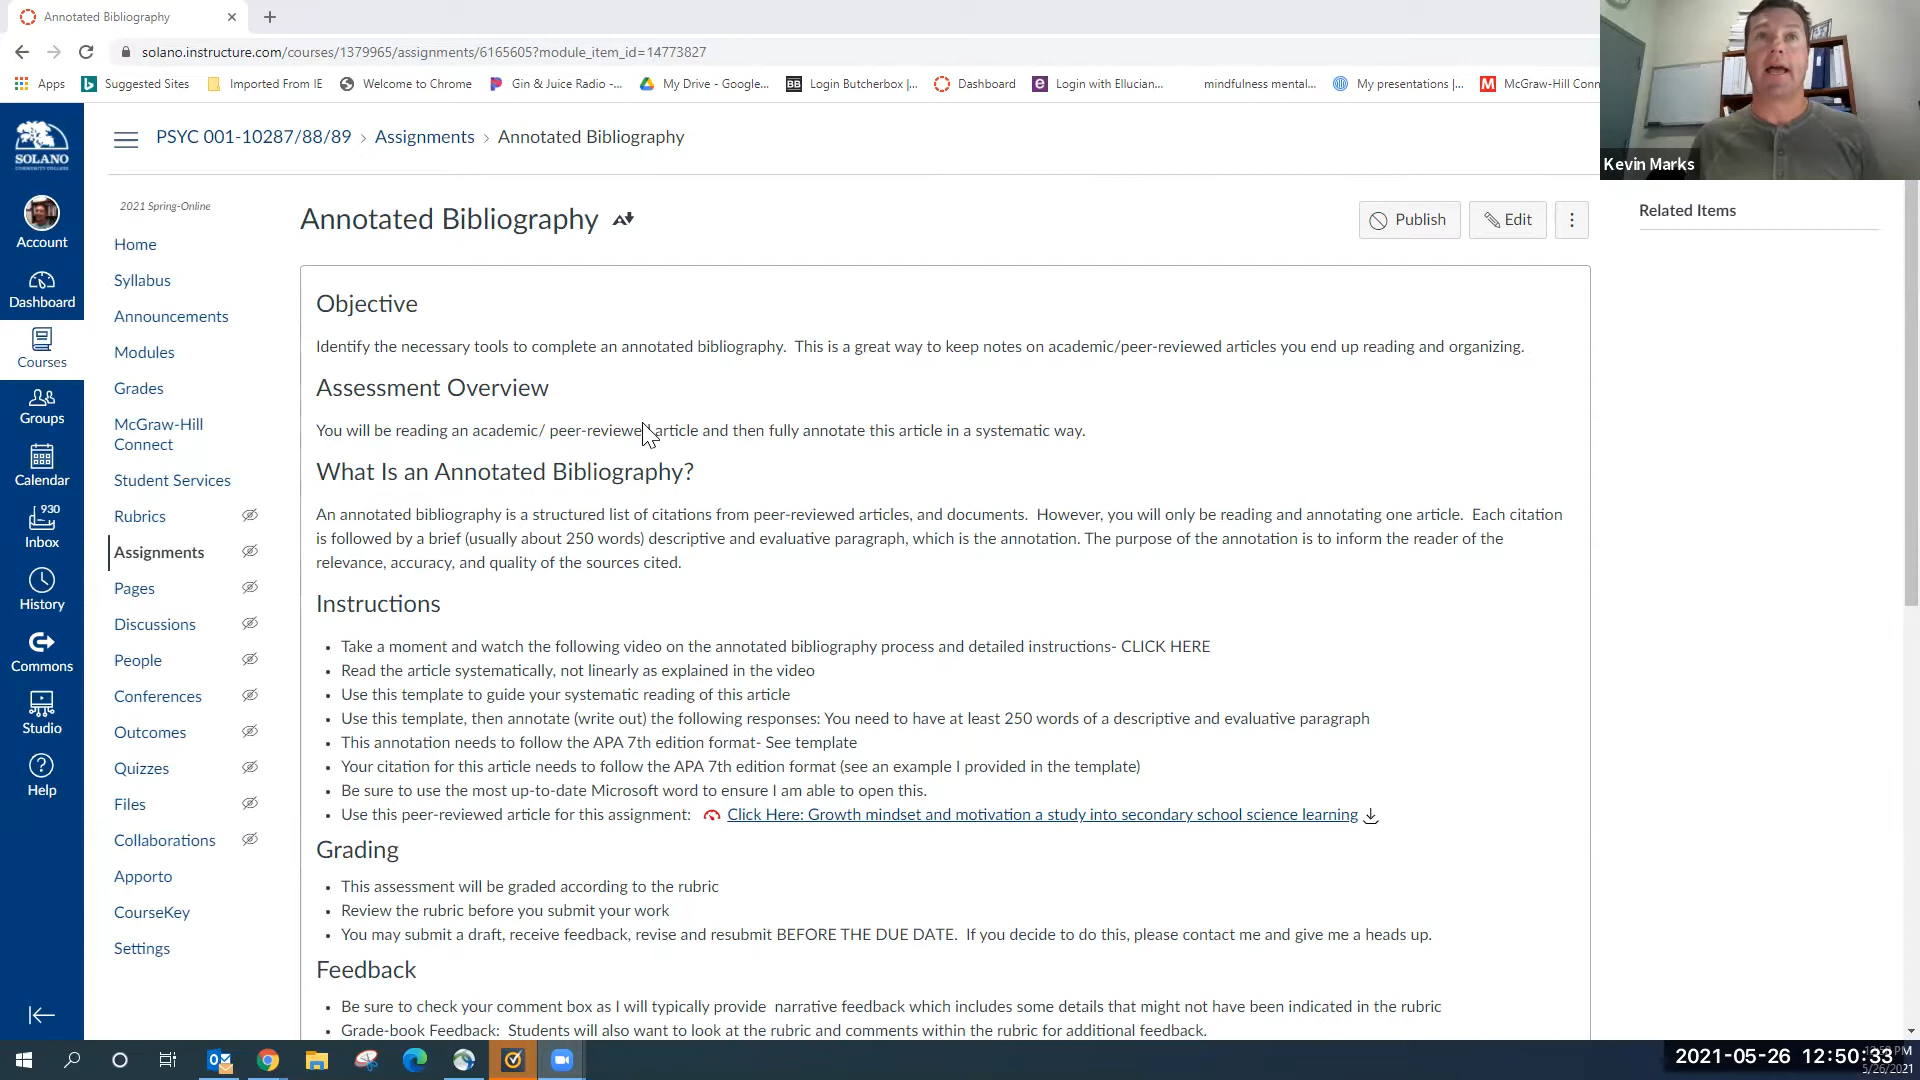 Annotated Bibliography
solano.instructure.com/courses/1379965/assignments/6165605?module_item_id=14773827
Apps
Suggested Sites
Imported From IE
Welcome to Chrome
Gin & Juice Radio -...
My Drive - Google...
Login Butcherbox |...
Dashboard
Login with Ellucian...
mindfulness mental...
My presentations |...
McGraw-Hill Conn
Kevin Marks
SOLANO
COMMUNITY COLLEGE
PSYC 001-10287/88/89 › Assignments › Annotated Bibliography
Account
Dashboard
Courses
Groups
Calendar
930
Inbox
History
Commons
Studio
Help
2021 Spring-Online
Home
Syllabus
Announcements
Modules
Grades
McGraw-Hill
Connect
Student Services
Rubrics
Assignments
Pages
Discussions
People
Conferences
Outcomes
Quizzes
Files
Collaborations
Apporto
CourseKey
Settings
Annotated Bibliography
Publish
Edit
Related Items
Objective
Identify the necessary tools to complete an annotated bibliography.  This is a great way to keep notes on academic/peer-reviewed articles you end up reading and organizing.
Assessment Overview
You will be reading an academic/ peer-reviewed article and then fully annotate this article in a systematic way.
What Is an Annotated Bibliography?
An annotated bibliography is a structured list of citations from peer-reviewed articles, and documents.  However, you will only be reading and annotating one article.  Each citation
is followed by a brief (usually about 250 words) descriptive and evaluative paragraph, which is the annotation. The purpose of the annotation is to inform the reader of the
relevance, accuracy, and quality of the sources cited.
Instructions
• Take a moment and watch the following video on the annotated bibliography process and detailed instructions- CLICK HERE
• Read the article systematically, not linearly as explained in the video
• Use this template to guide your systematic reading of this article
• Use this template, then annotate (write out) the following responses: You need to have at least 250 words of a descriptive and evaluative paragraph
• This annotation needs to follow the APA 7th edition format- See template
• Your citation for this article needs to follow the APA 7th edition format (see an example I provided in the template)
• Be sure to use the most up-to-date Microsoft word to ensure I am able to open this.
• Use this peer-reviewed article for this assignment: Click Here: Growth mindset and motivation a study into secondary school science learning
Grading
• This assessment will be graded according to the rubric
• Review the rubric before you submit your work
• You may submit a draft, receive feedback, revise and resubmit BEFORE THE DUE DATE.  If you decide to do this, please contact me and give me a heads up.
Feedback
• Be sure to check your comment box as I will typically provide  narrative feedback which includes some details that might not have been indicated in the rubric
• Grade-book Feedback:  Students will also want to look at the rubric and comments within the rubric for additional feedback.
2021-05-26 12:50:33
5/26/2021